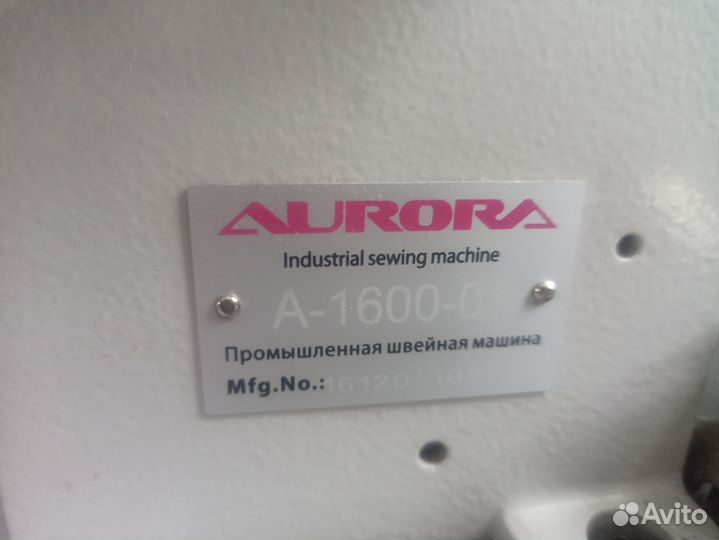 AURORA
Industrial sewing machine
A-1600-0
Промышленная швейная машина
Mfg.No.:
Avito